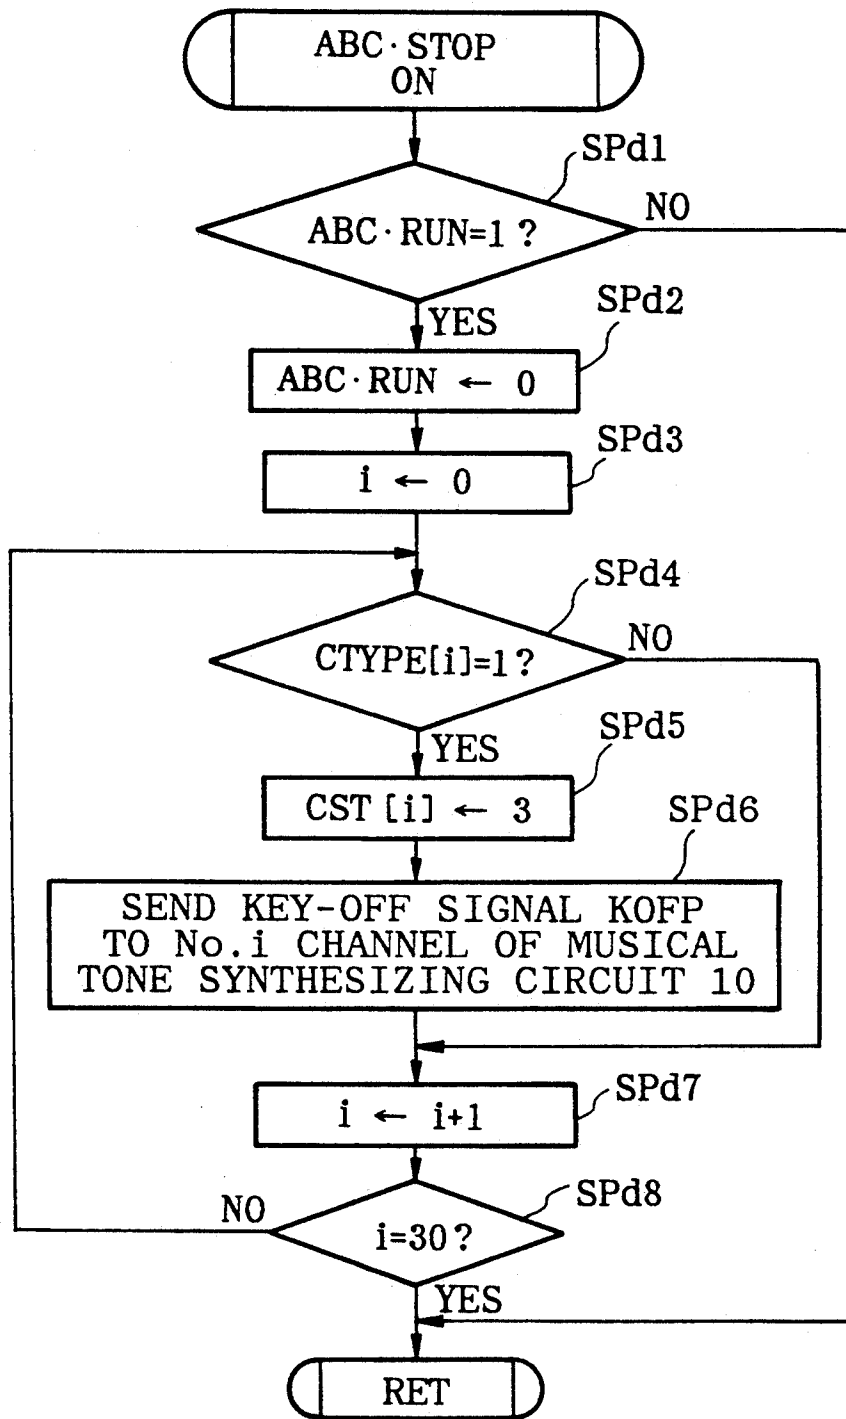 ABC·STOP
ON
SPd1
ABC·RUN=1?
NO
YES
SPd2
ABC·RUN ← 0
SPd3
i ← 0
SPd4
CTYPE[i]=1?
NO
YES
SPd5
CST [i] ← 3
SPd6
SEND KEY-OFF SIGNAL KOFP
TO No.i CHANNEL OF MUSICAL
TONE SYNTHESIZING CIRCUIT 10
SPd7
i ← i+1
SPd8
NO
i=30?
YES
RET